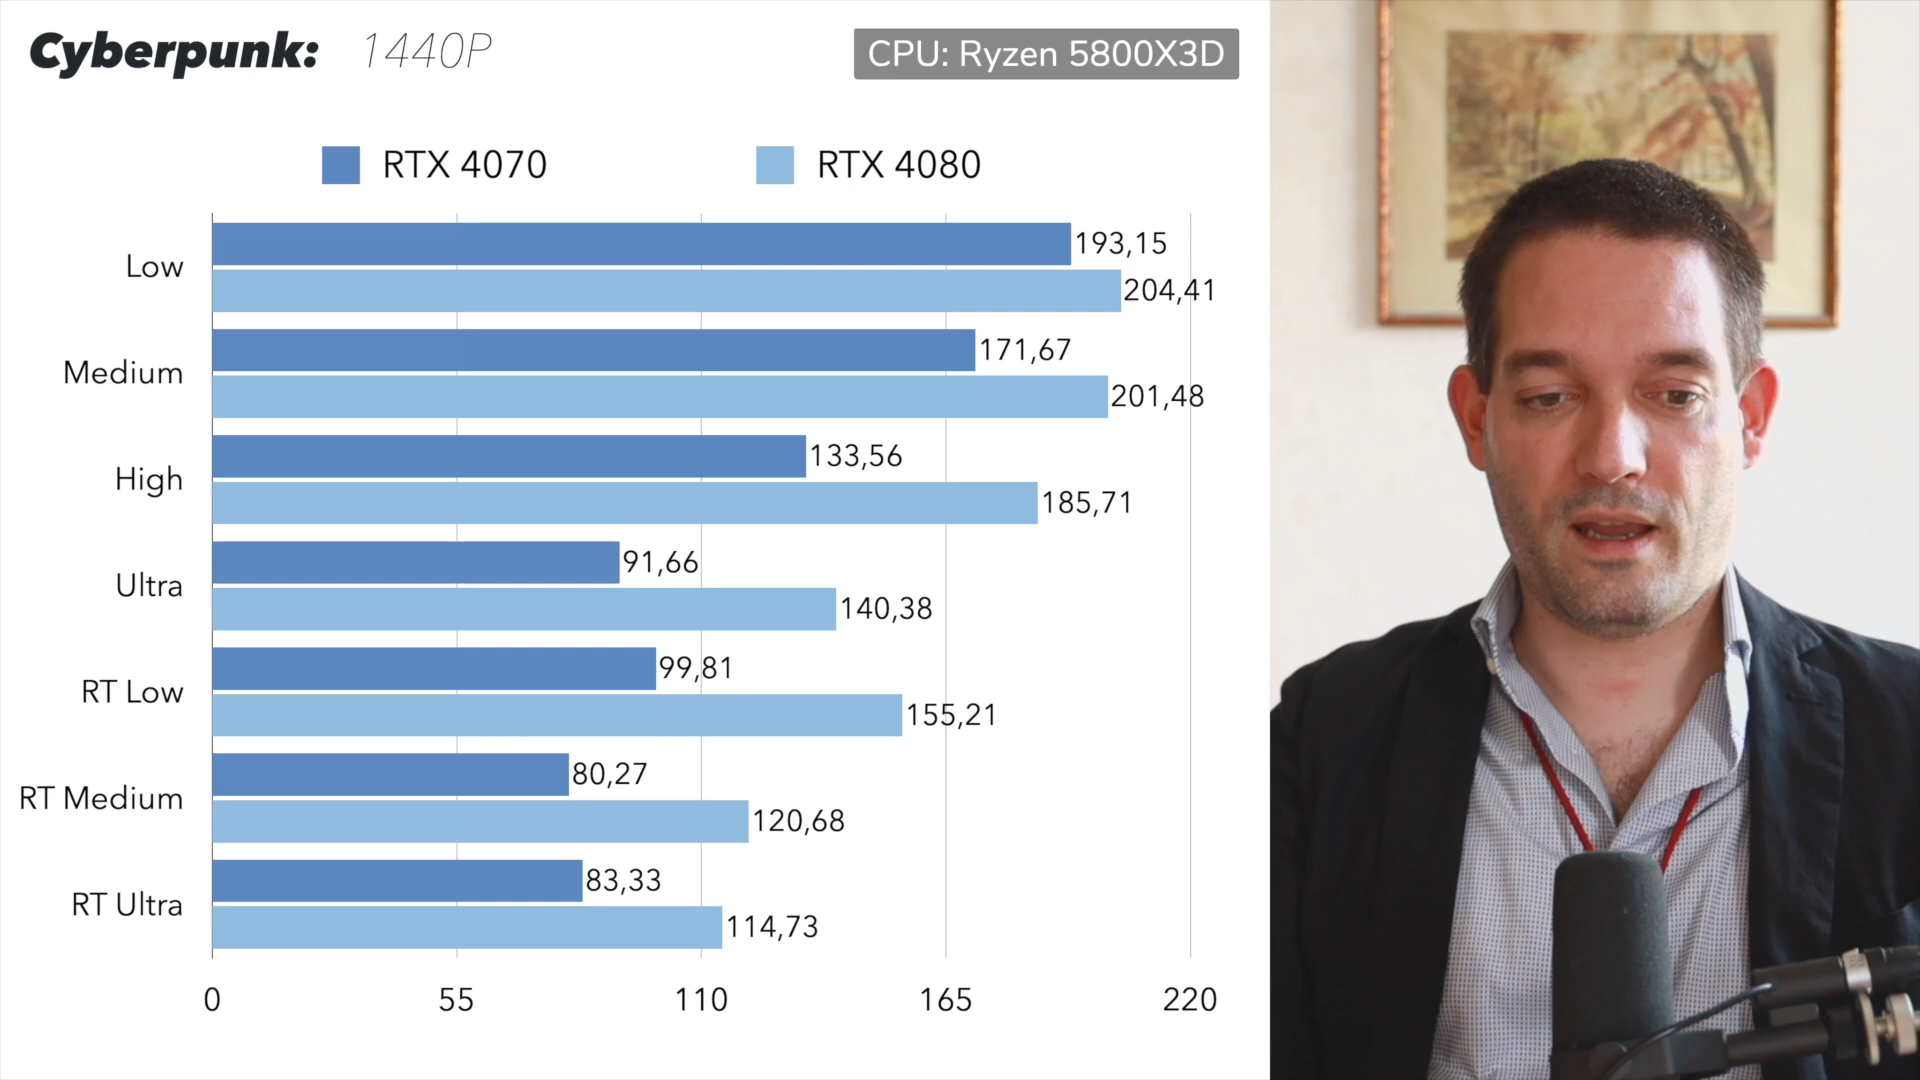 Cyberpunk: 1440P
CPU: Ryzen 5800X3D
RTX 4070
RTX 4080
Low
193,15
204,41
Medium
171,67
201,48
High
133,56
185,71
Ultra
91,66
140,38
RT Low
99,81
155,21
RT Medium
80,27
120,68
RT Ultra
83,33
114,73
0 55 110 165 220